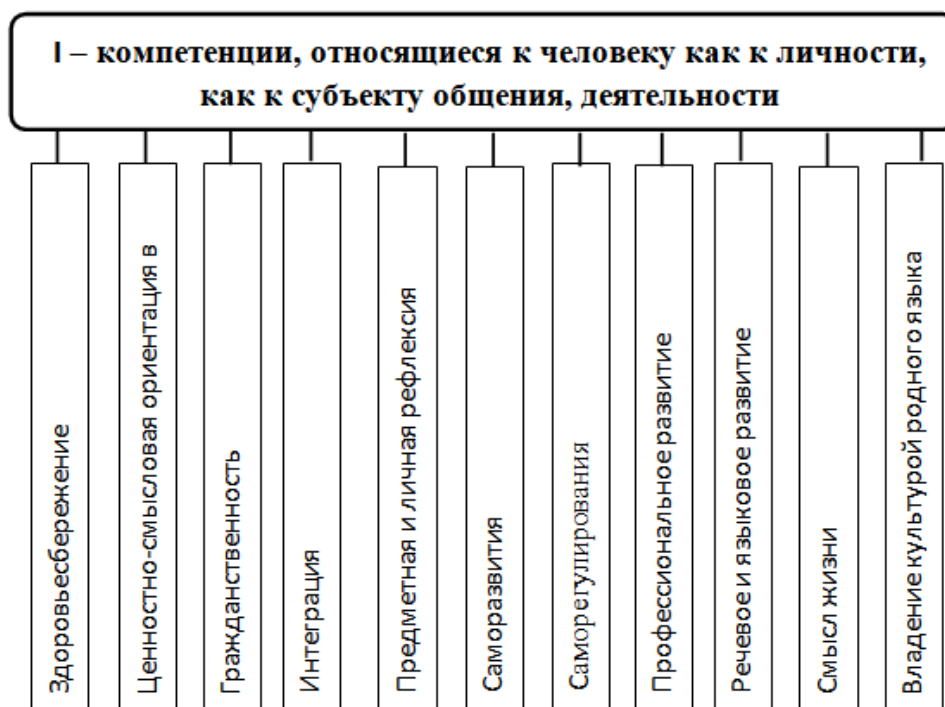 I – компетенции, относящиеся к человеку как к личности,
как к субъекту общения, деятельности
Здоровьесбережение
Ценностно-смысловая ориентация в
Гражданственность
Интеграция
Предметная и личная рефлексия
Саморазвития
Саморегулирования
Профессиональное развитие
Речевое и языковое развитие
Смысл жизни
Владение культурой родного языка